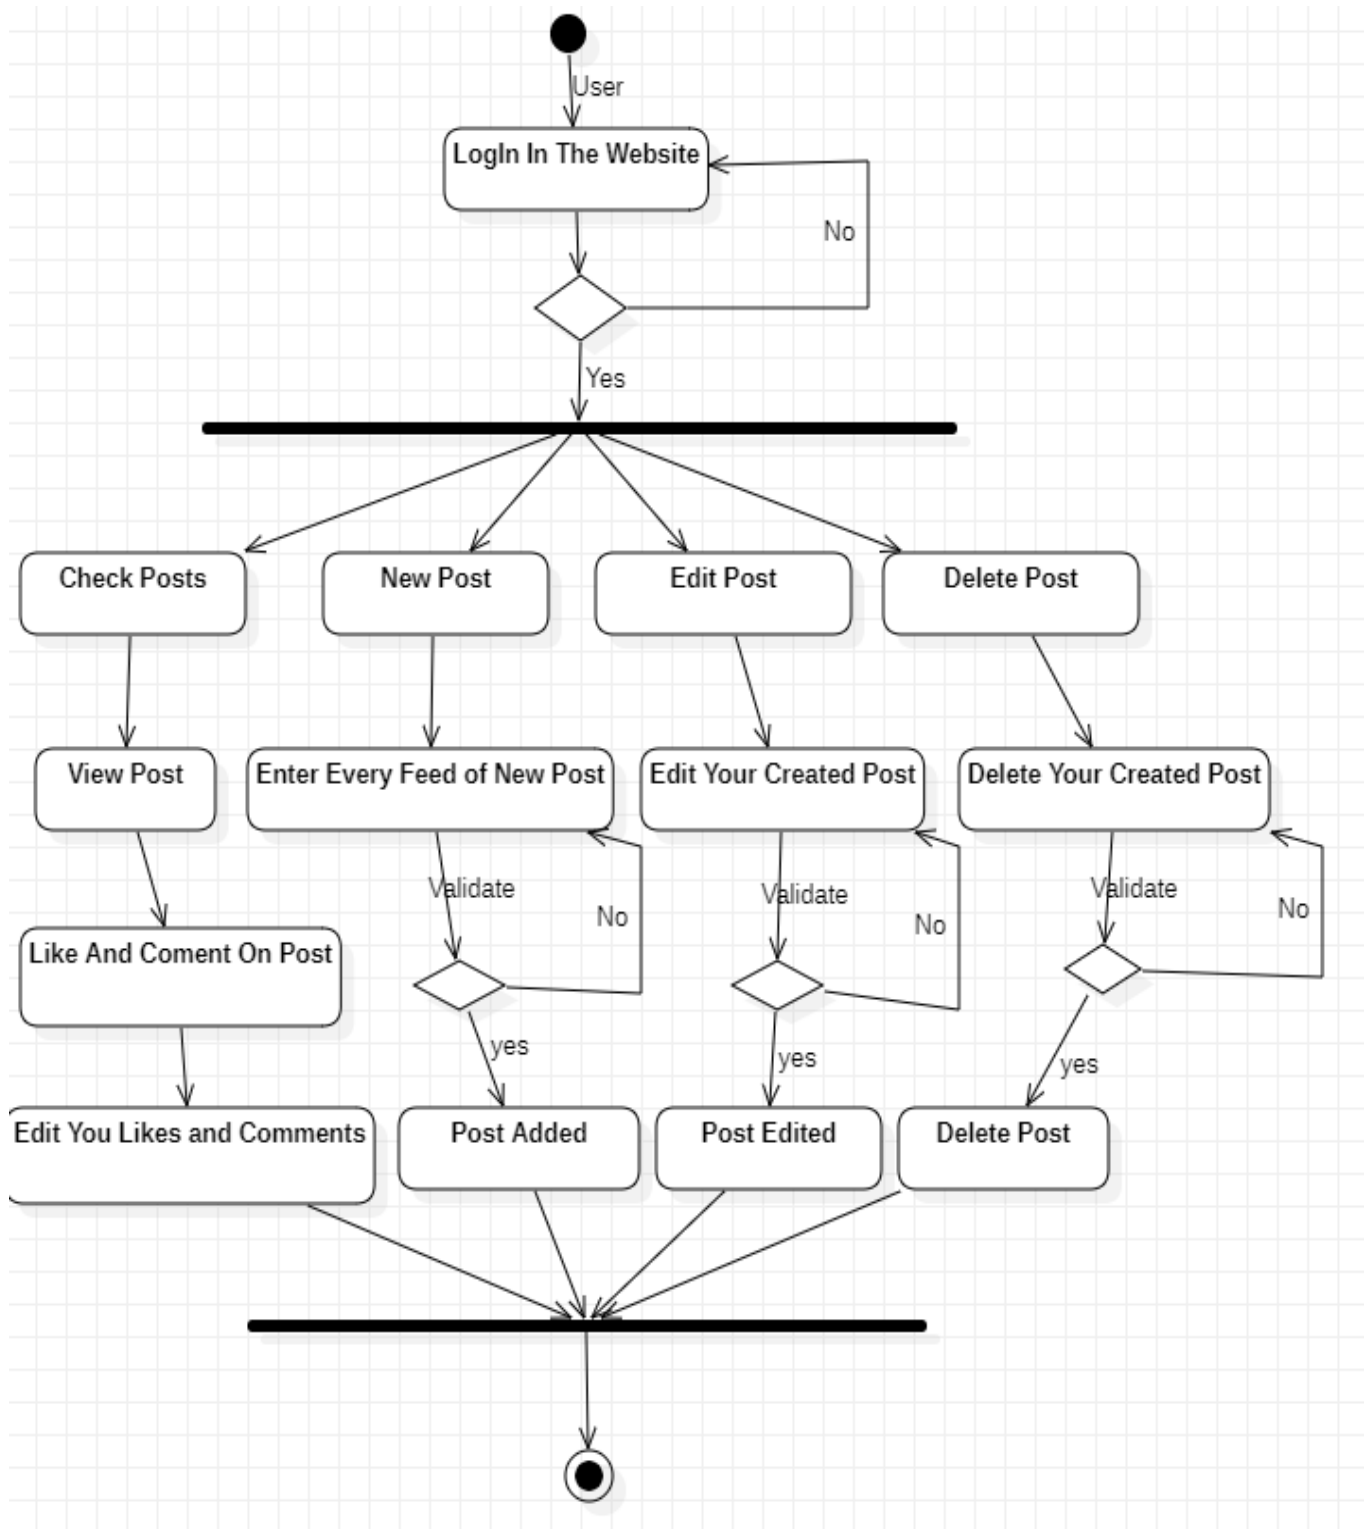 User
LogIn In The Website
No
Yes
Check Posts
New Post
Edit Post
Delete Post
View Post
Enter Every Feed of New Post
Edit Your Created Post
Delete Your Created Post
Validate
No
Validate
No
Validate
No
Like And Coment On Post
yes
yes
yes
Edit You Likes and Comments
Post Added
Post Edited
Delete Post